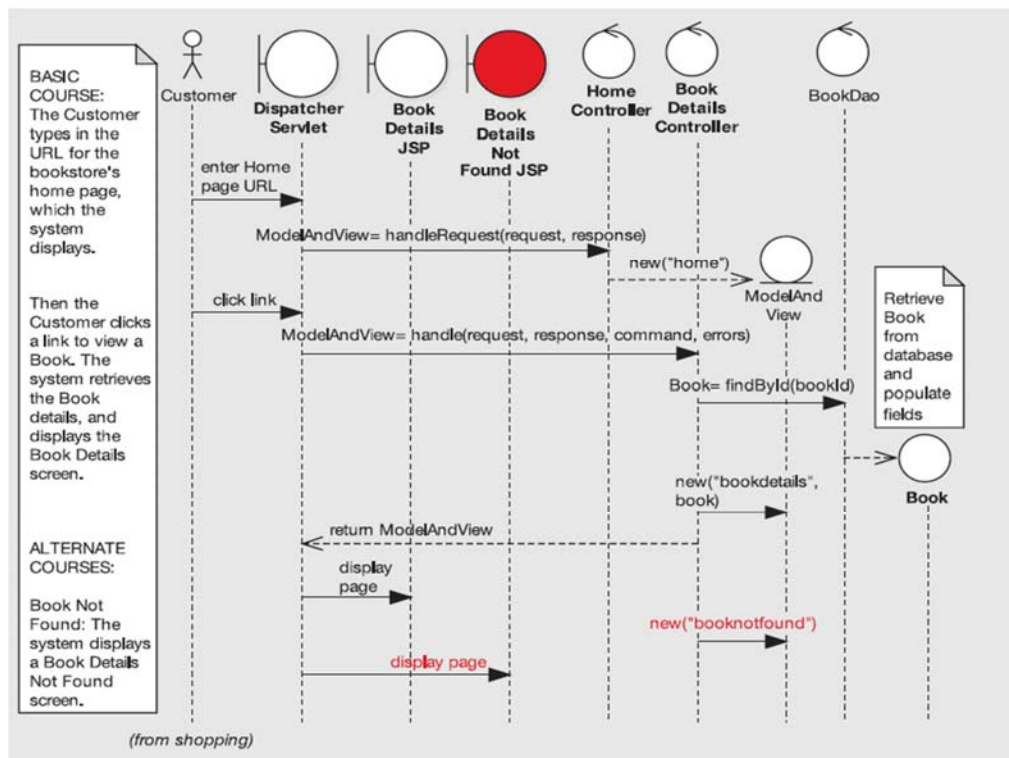 BASIC
COURSE:
The Customer
types in the
URL for the
bookstore's
home page,
which the
system
displays.
Then the
Customer clicks
a link to view a
Book. The
system retrieves
the Book
details, and
displays the
Book Details
screen.
ALTERNATE
COURSES:
Book Not
Found: The
system displays
a Book Details
Not Found
screen.
Customer
Dispatcher
Servlet
Book
Details
JSP
Book
Details
Not
Found JSP
Home
Controller
Book
Details
Controller
BookDao
enter Home
page URL
ModelAndView= handleRequest(request, response)
new("home")
ModelAnd
View
click link
ModelAndView= handle(request, response, command, errors)
Book= findById(bookId)
Retrieve
Book
from
database
and
populate
fields
Book
new("bookdetails",
book)
return ModelAndView
display
page
new("booknotfound")
display page
(from shopping)